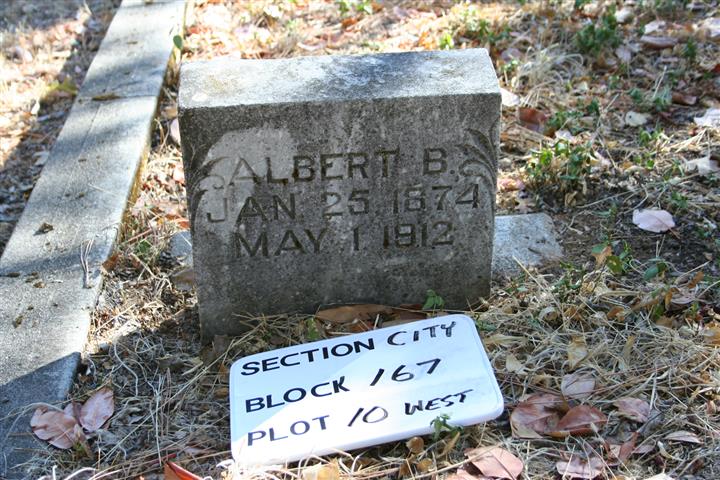 ALBERT B.
JAN. 25, 1874
MAY 1, 1912
SECTION CITY
BLOCK 167
PLOT 10 WEST